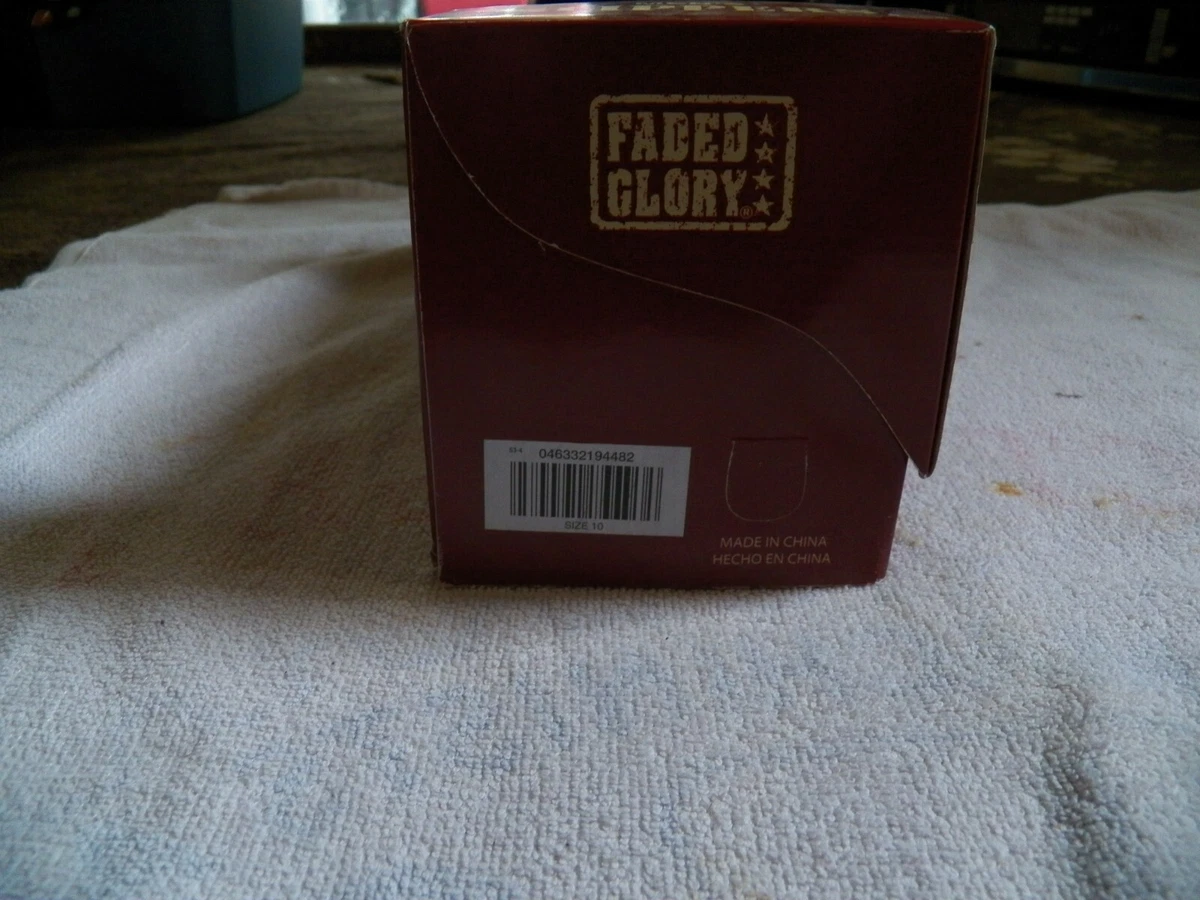 FADED
GLORY®
046332194482
SIZE 10
MADE IN CHINA
HECHO EN CHINA